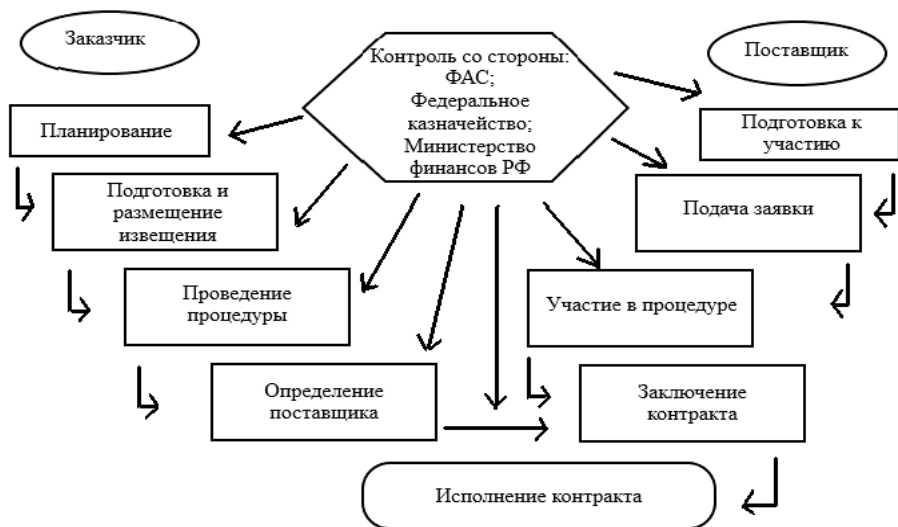 Заказчик
Контроль со стороны:
ФАС;
Федеральное
казначейство;
Министерство
финансов РФ
Поставщик
Планирование
Подготовка к
участию
Подготовка и
размещение
извещения
Подача заявки
Проведение
процедуры
Участие в процедуре
Определение
поставщика
Заключение
контракта
Исполнение контракта